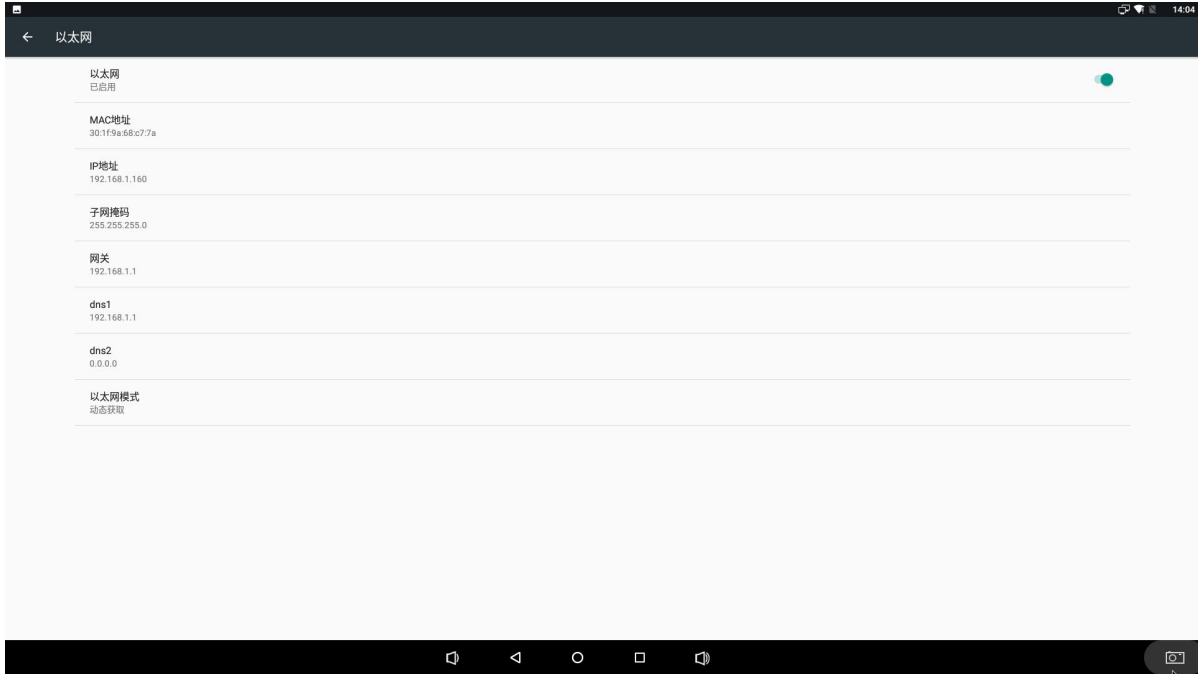 14:04
以太网
以太网
已启用
MAC地址
30:1f:9a:68:c7:7a
IP地址
192.168.1.160
子网掩码
255.255.255.0
网关
192.168.1.1
dns1
192.168.1.1
dns2
0.0.0.0
以太网模式
动态获取